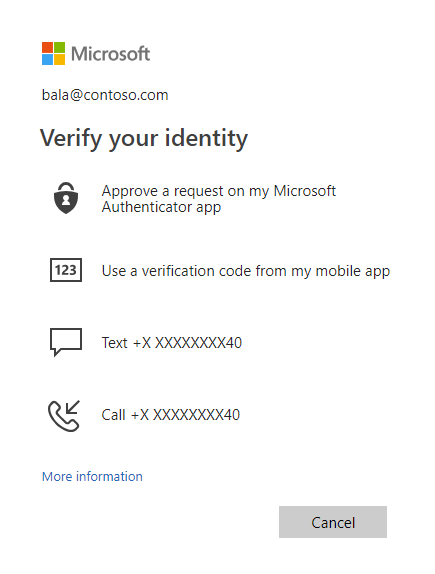 Microsoft
bala@contoso.com
Verify your identity
Approve a request on my Microsoft
Authenticator app
123
Use a verification code from my mobile app
Text +X XXXXXXXX40
Call +X XXXXXXXX40
More information
Cancel